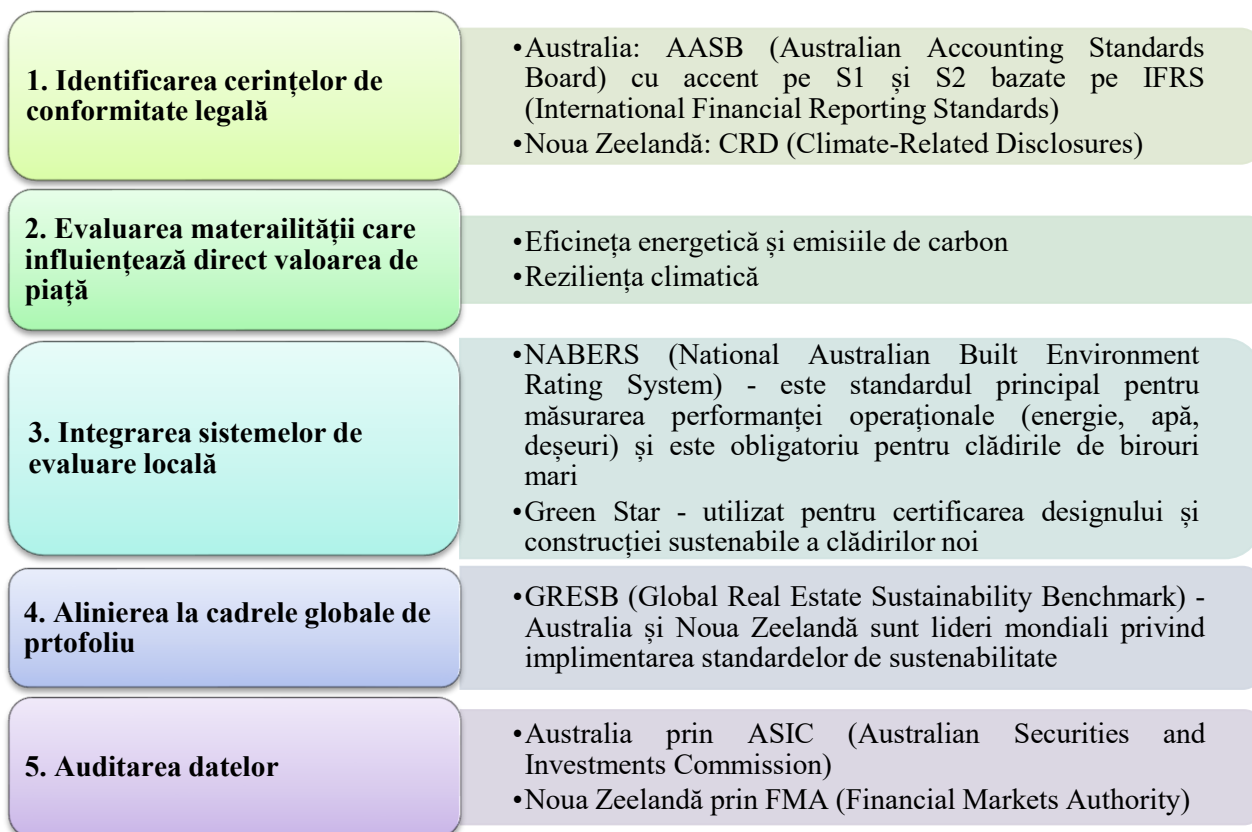 1. Identificarea cerințelor de
conformitate legală
•Australia: AASB (Australian Accounting Standards
Board) cu accent pe S1 și S2 bazate pe IFRS
(International Financial Reporting Standards)
•Noua Zeelandă: CRD (Climate-Related Disclosures)
2. Evaluarea materailității care
influiențează direct valoarea de
piață
•Eficineța energetică și emisiile de carbon
•Reziliența climatică
3. Integrarea sistemelor de
evaluare locală
•NABERS (National Australian Built Environment
Rating System) - este standardul principal pentru
măsurarea performanței operaționale (energie, apă,
deșeuri) și este obligatoriu pentru clădirile de birouri
mari
•Green Star - utilizat pentru certificarea designului și
construcției sustenabile a clădirilor noi
4. Alinierea la cadrele globale de
prtofoliu
•GRESB (Global Real Estate Sustainability Benchmark) -
Australia și Noua Zeelandă sunt lideri mondiali privind
implimentarea standardelor de sustenabilitate
5. Auditarea datelor
•Australia prin ASIC (Australian Securities and
Investments Commission)
•Noua Zeelandă prin FMA (Financial Markets Authority)